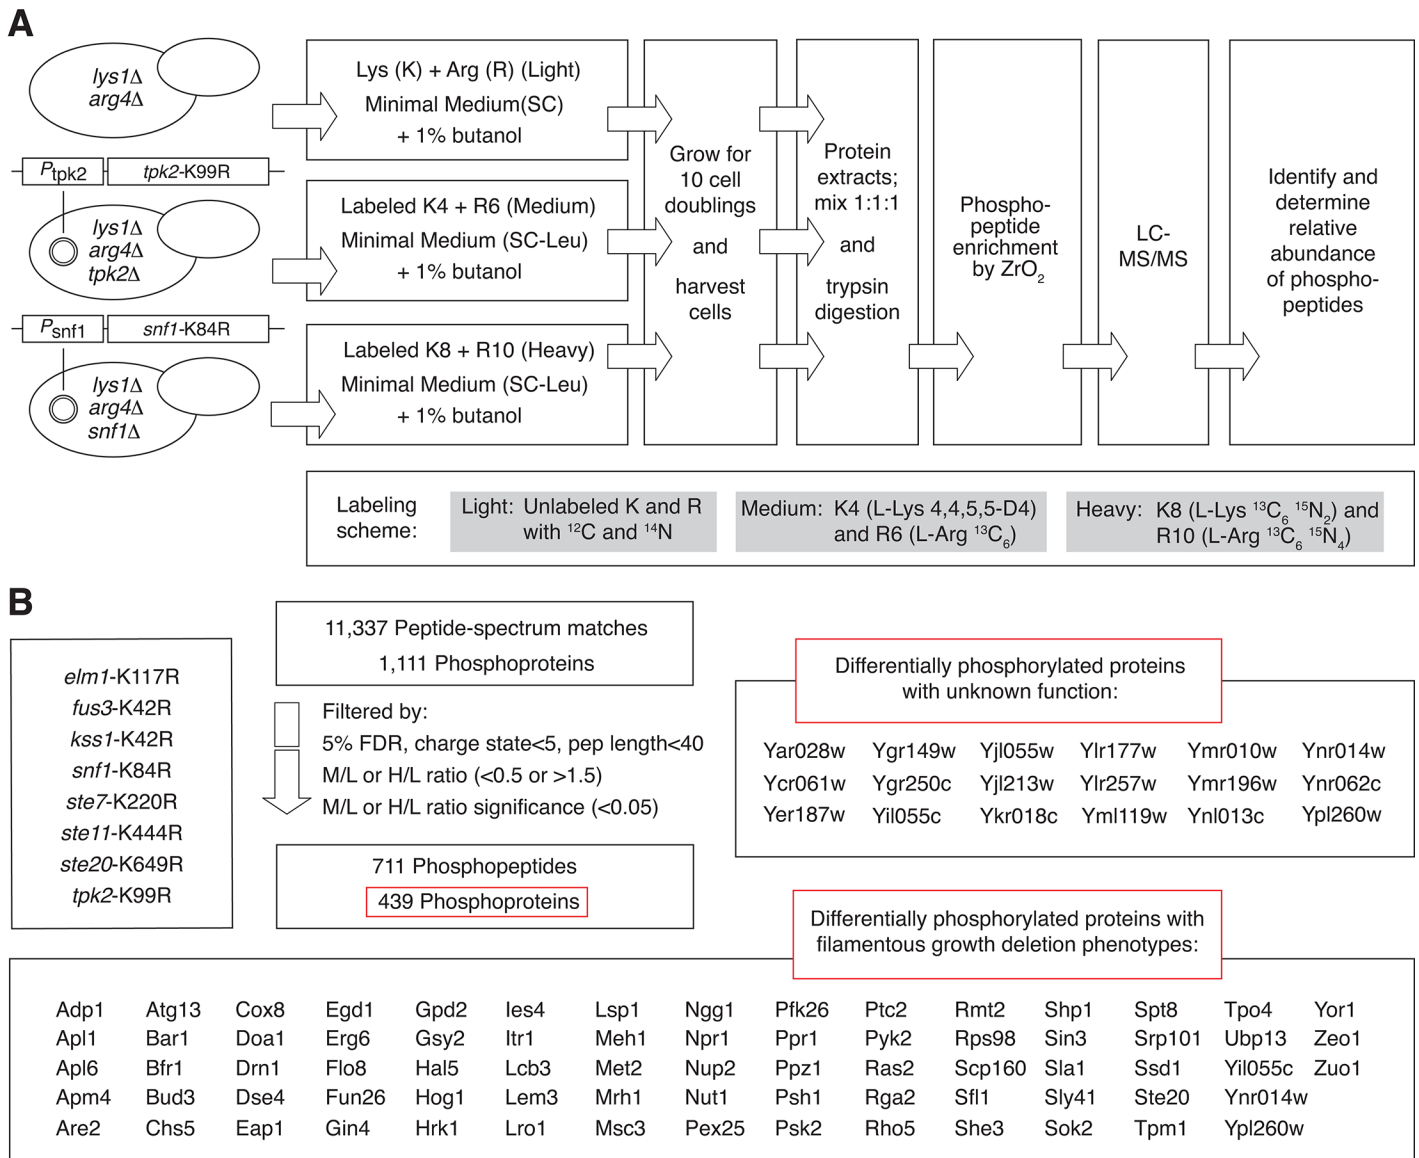 A
lys1Δ
arg4Δ
Ptpk2
tpk2-K99R
lys1Δ
arg4Δ
tpk2Δ
Psnf1
snf1-K84R
lys1Δ
arg4Δ
snf1Δ
Lys (K) + Arg (R) (Light)
Minimal Medium(SC)
+ 1% butanol
Labeled K4 + R6 (Medium)
Minimal Medium (SC-Leu)
+ 1% butanol
Labeled K8 + R10 (Heavy)
Minimal Medium (SC-Leu)
+ 1% butanol
Grow for
10 cell
doublings
and
harvest
cells
Protein
extracts;
mix 1:1:1
and
trypsin
digestion
Phospho-
peptide
enrichment
by ZrO2
LC-
MS/MS
Identify and
determine
relative
abundance
of phospho-
peptides
Labeling
scheme:
Light: Unlabeled K and R
with 12C and 14N
Medium: K4 (L-Lys 4,4,5,5-D4)
and R6 (L-Arg 13C6)
Heavy: K8 (L-Lys 13C6 15N2) and
R10 (L-Arg 13C6 15N4)
B
elm1-K117R
fus3-K42R
kss1-K42R
snf1-K84R
ste7-K220R
ste11-K444R
ste20-K649R
tpk2-K99R
11,337 Peptide-spectrum matches
1,111 Phosphoproteins
Filtered by:
5% FDR, charge state<5, pep length<40
M/L or H/L ratio (<0.5 or >1.5)
M/L or H/L ratio significance (<0.05)
711 Phosphopeptides
439 Phosphoproteins
Differentially phosphorylated proteins
with unknown function:
Yar028w Ygr149w Yjl055w Ylr177w Ymr010w Ynr014w
Ycr061w Ygr250c Yjl213w Ylr257w Ymr196w Ynr062c
Yer187w Yil055c Ykr018c Yml119w Ynl013c Ypl260w
Differentially phosphorylated proteins with
filamentous growth deletion phenotypes:
Adp1 Atg13 Cox8 Egd1 Gpd2 Ies4 Lsp1 Ngg1 Pfk26 Ptc2 Rmt2 Shp1 Spt8 Tpo4 Yor1
Apl1 Bar1 Doa1 Erg6 Gsy2 Itr1 Meh1 Npr1 Ppr1 Pyk2 Rps98 Sin3 Srp101 Ubp13 Zeo1
Apl6 Bfr1 Drn1 Flo8 Hal5 Lcb3 Met2 Nup2 Ppz1 Ras2 Scp160 Sla1 Ssd1 Yil055c Zuo1
Apm4 Bud3 Dse4 Fun26 Hog1 Lem3 Mrh1 Nut1 Psh1 Rga2 Sfl1 Sly41 Ste20 Ynr014w
Are2 Chs5 Eap1 Gin4 Hrk1 Lro1 Msc3 Pex25 Psk2 Rho5 She3 Sok2 Tpm1 Ypl260w